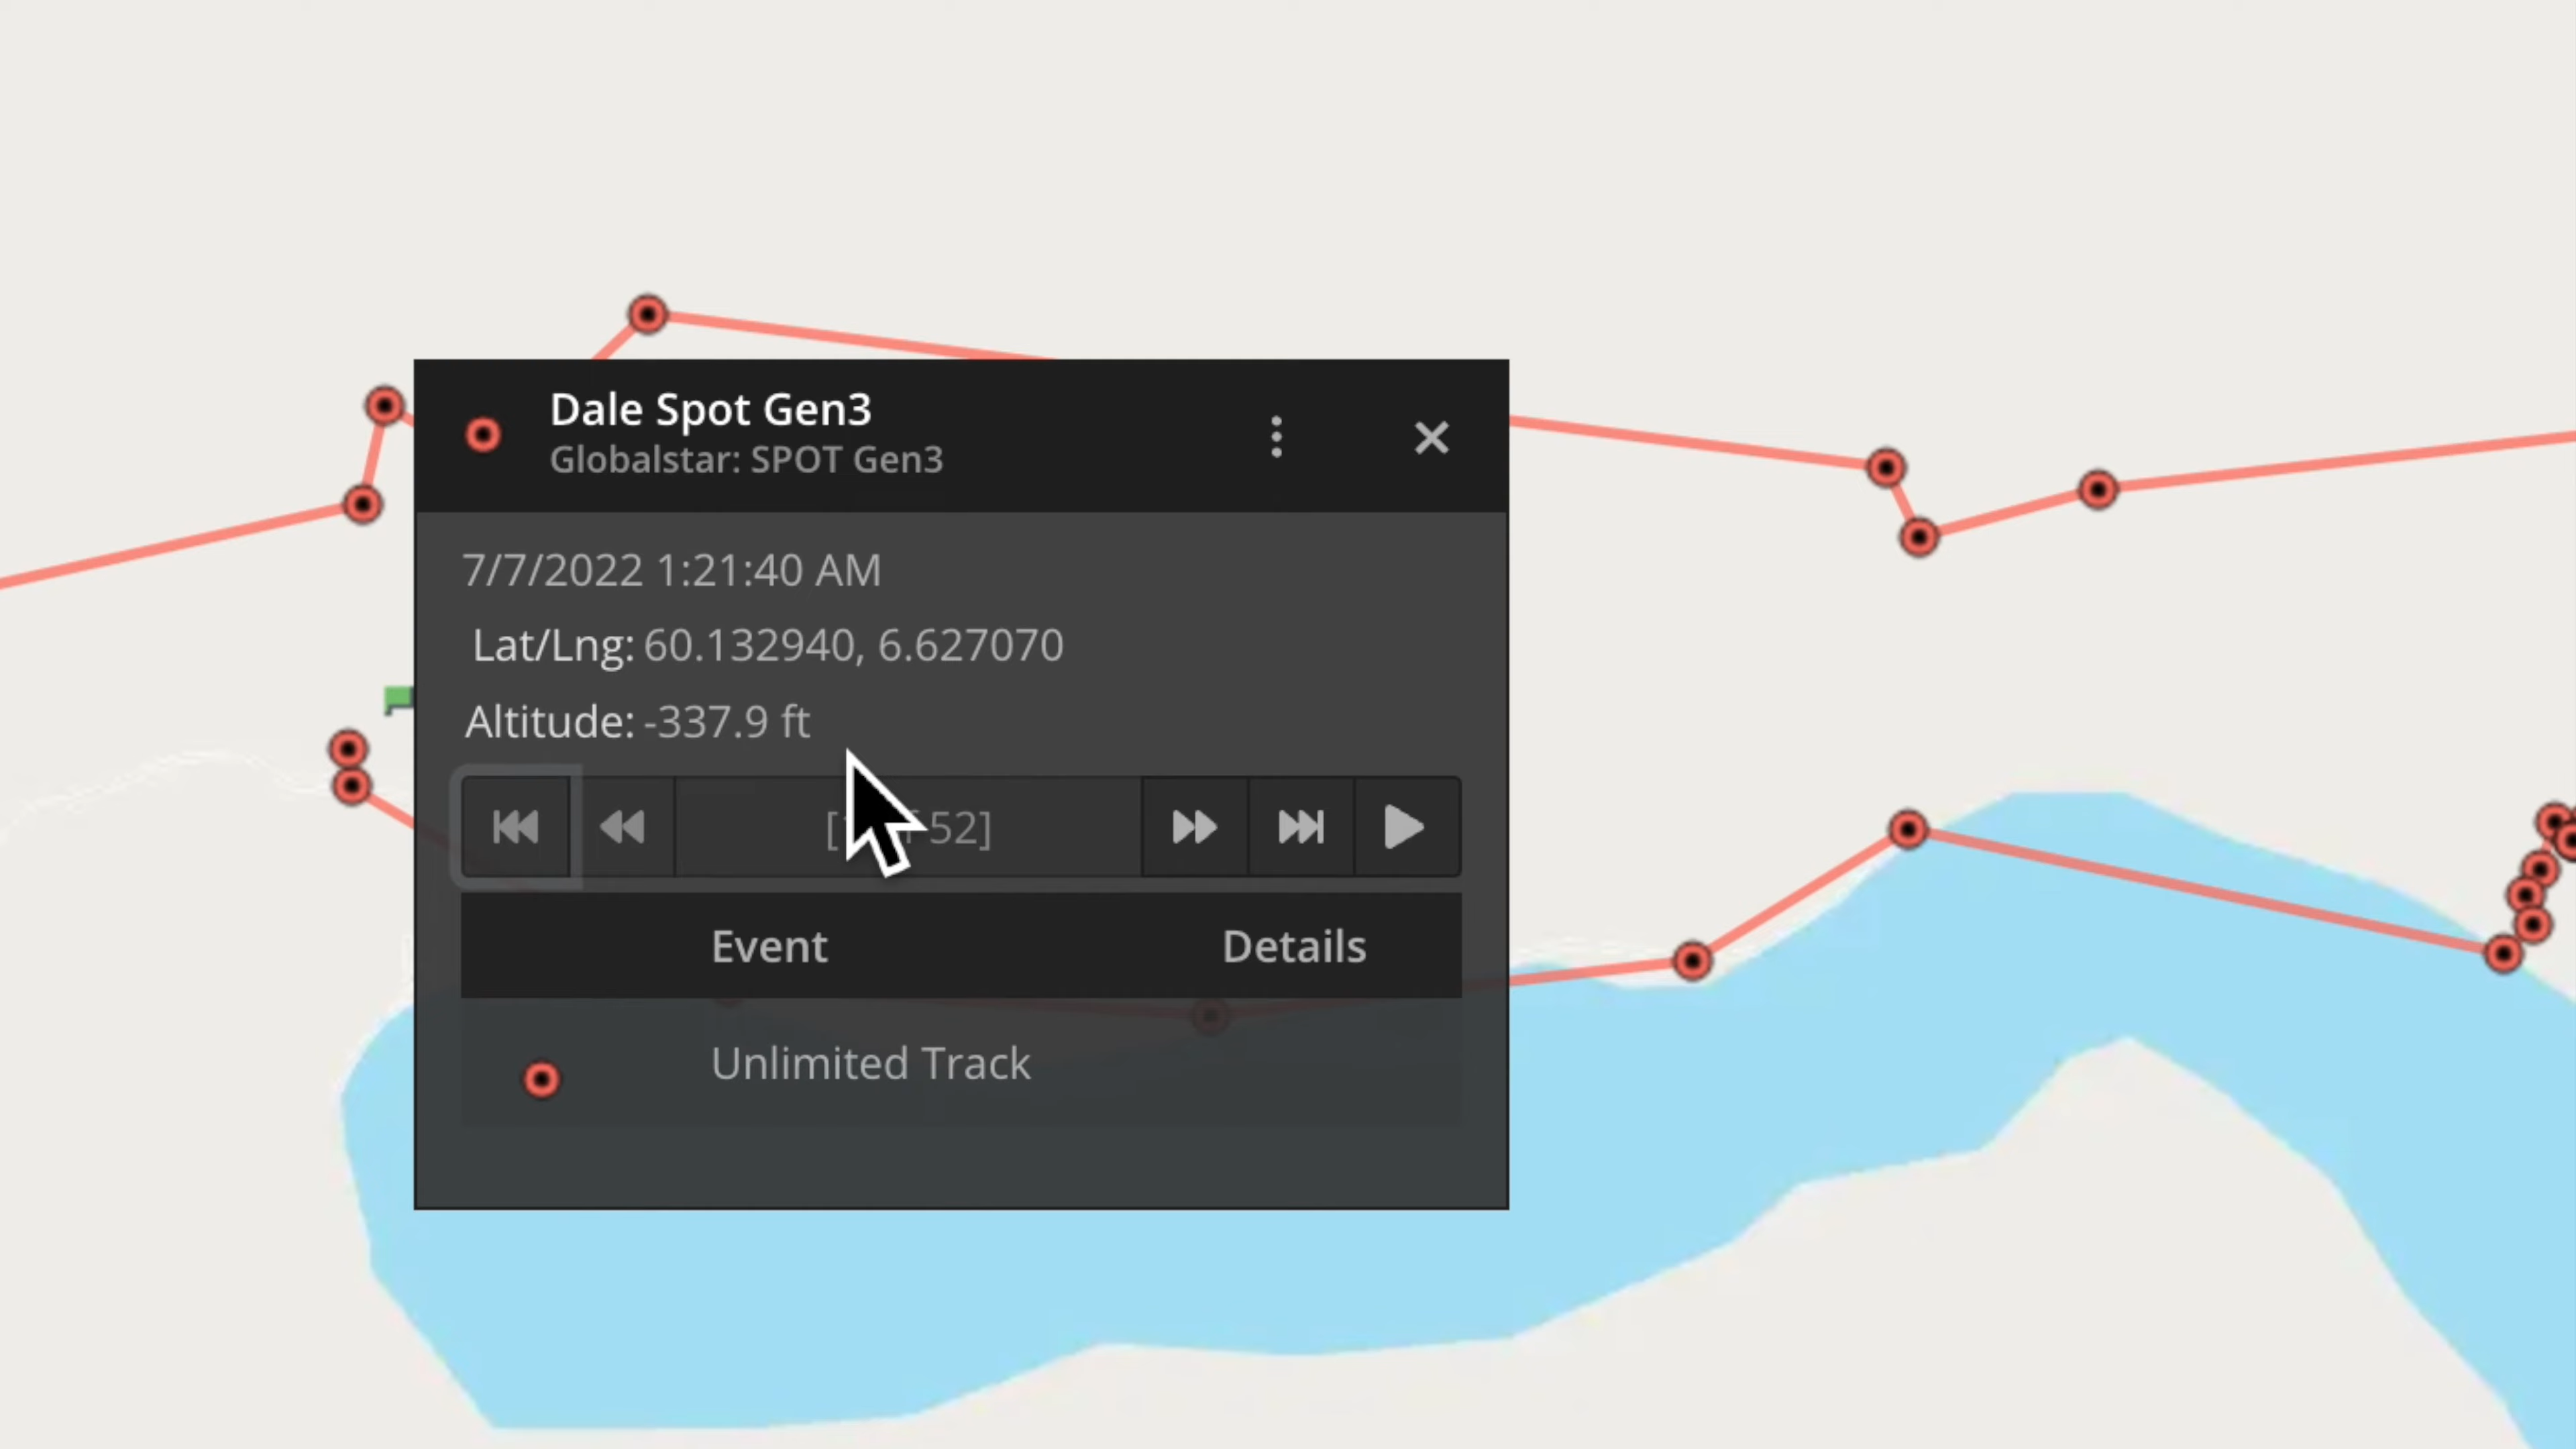 Dale Spot Gen3
Globalstar: SPOT Gen3
7/7/2022 1:21:40 AM
Lat/Lng: 60.132940, 6.627070
Altitude: -337.9 ft
52]
Event Details
Unlimited Track